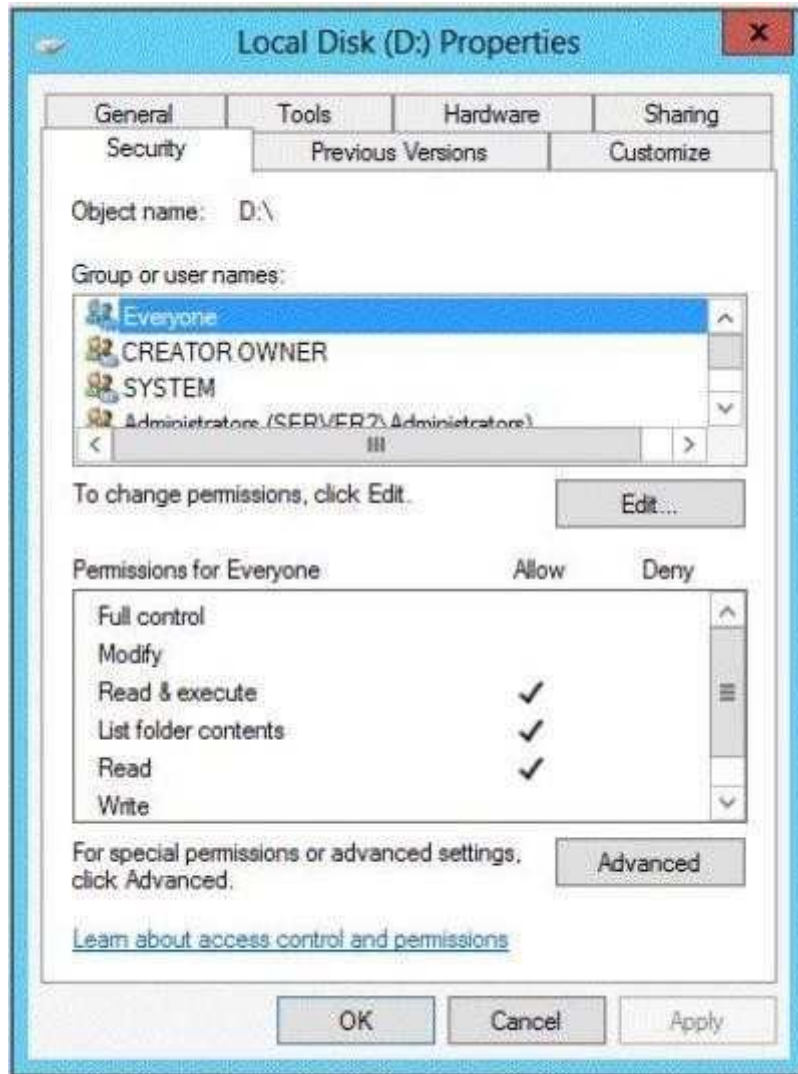 Local Disk (D:) Properties
x
General Tools Hardware Sharing
Security Previous Versions Customize
Object name: D:\
Group or user names:
Everyone
CREATOR OWNER
SYSTEM
Administrators (SERVER2\Administrators)
To change permissions, click Edit.
Edit...
Permissions for Everyone Allow Deny
Full control
Modify
Read & execute
List folder contents
Read
Write
For special permissions or advanced settings,
click Advanced.
Advanced
Learn about access control and permissions
OK Cancel Apply